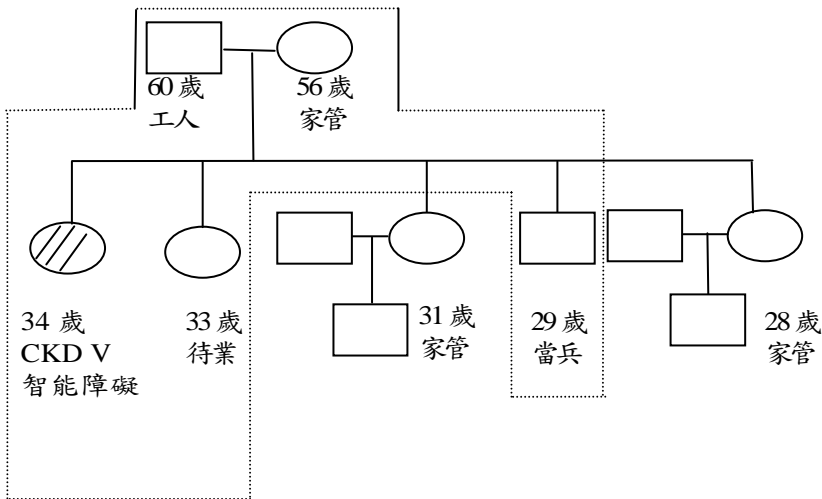 60 歲
工人
56 歲
家管
34 歲
CKD V
智能障礙
33 歲
待業
31 歲
家管
29 歲
當兵
28 歲
家管